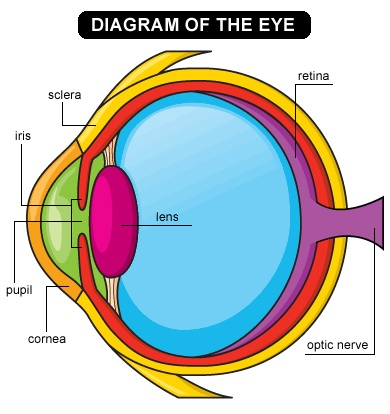 DIAGRAM OF THE EYE
retina
sclera
iris
lens
pupil
cornea
optic nerve